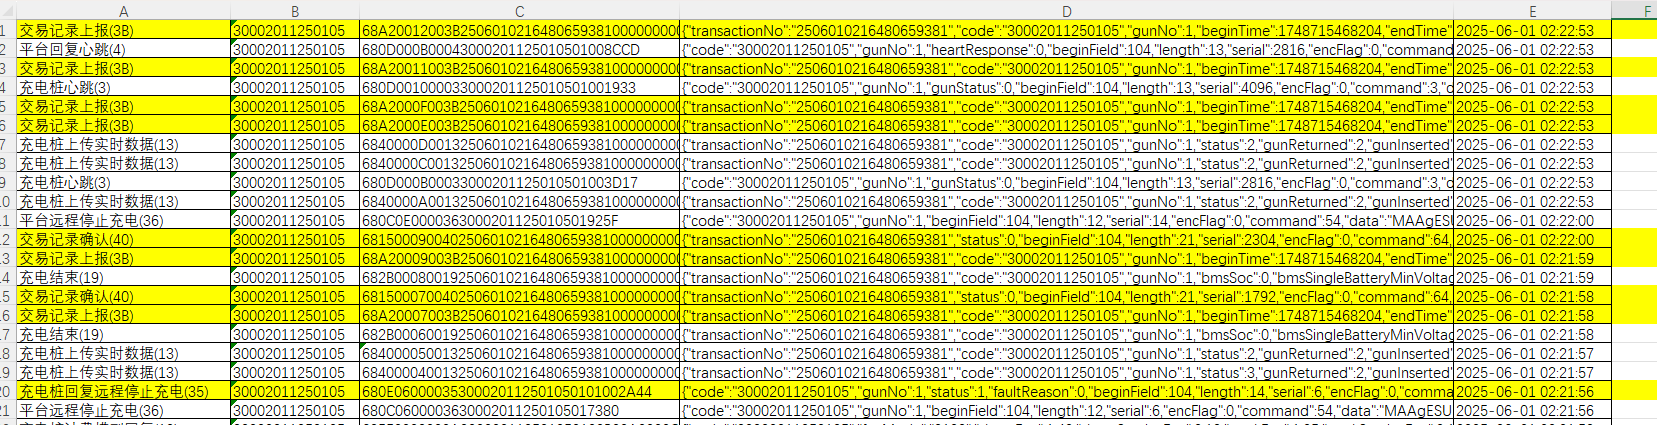 A B C D E F
1 交易记录上报(3B) 30002011250105 68A20012003B2506010216480659381000000000 {"transactionNo":"2506010216480659381","code":"30002011250105","gunNo":1,"beginTime":1748715468204,"endTime" 2025-06-01 02:22:53
2 平台回复心跳(4) 30002011250105 680D000B00043000201125010501008CCD {"code":"30002011250105","gunNo":1,"heartResponse":0,"beginField":104,"length":13,"serial":2816,"encFlag":0,"command 2025-06-01 02:22:53
3 交易记录上报(3B) 30002011250105 68A20011003B2506010216480659381000000000 {"transactionNo":"2506010216480659381","code":"30002011250105","gunNo":1,"beginTime":1748715468204,"endTime" 2025-06-01 02:22:53
4 充电桩心跳(3) 30002011250105 680D00100003300020112501050100​1933 {"code":"30002011250105","gunNo":1,"gunStatus":0,"beginField":104,"length":13,"serial":4096,"encFlag":0,"command":3,"c 2025-06-01 02:22:53
5 交易记录上报(3B) 30002011250105 68A2000F003B2506010216480659381000000000 {"transactionNo":"2506010216480659381","code":"30002011250105","gunNo":1,"beginTime":1748715468204,"endTime" 2025-06-01 02:22:53
6 交易记录上报(3B) 30002011250105 68A2000E003B2506010216480659381000000000 {"transactionNo":"2506010216480659381","code":"30002011250105","gunNo":1,"beginTime":1748715468204,"endTime" 2025-06-01 02:22:53
7 充电桩上传实时数据(13) 30002011250105 6840000D00132506010216480659381000000000 {"transactionNo":"2506010216480659381","code":"30002011250105","gunNo":1,"status":2,"gunReturned":2,"gunInserted" 2025-06-01 02:22:53
8 充电桩上传实时数据(13) 30002011250105 6840000C00132506010216480659381000000000 {"transactionNo":"2506010216480659381","code":"30002011250105","gunNo":1,"status":2,"gunReturned":2,"gunInserted" 2025-06-01 02:22:53
9 充电桩心跳(3) 30002011250105 680D000B0003300020112501050100​3D17 {"code":"30002011250105","gunNo":1,"gunStatus":0,"beginField":104,"length":13,"serial":2816,"encFlag":0,"command":3,"c 2025-06-01 02:22:53
10 充电桩上传实时数据(13) 30002011250105 6840000A00132506010216480659381000000000 {"transactionNo":"2506010216480659381","code":"30002011250105","gunNo":1,"status":2,"gunReturned":2,"gunInserted" 2025-06-01 02:22:53
11 平台远程停止充电(36) 30002011250105 680C0E0000363000201125010501925F {"code":"30002011250105","gunNo":1,"beginField":104,"length":12,"serial":14,"encFlag":0,"command":54,"data":"MAAgESU 2025-06-01 02:22:00
12 交易记录确认(40) 30002011250105 6815000900402506010216480659381000000000 {"transactionNo":"2506010216480659381","status":0,"beginField":104,"length":21,"serial":2304,"encFlag":0,"command":64, 2025-06-01 02:22:00
13 交易记录上报(3B) 30002011250105 68A20009003B2506010216480659381000000000 {"transactionNo":"2506010216480659381","code":"30002011250105","gunNo":1,"beginTime":1748715468204,"endTime" 2025-06-01 02:21:59
14 充电结束(19) 30002011250105 682B000800192506010216480659381000000000 {"transactionNo":"2506010216480659381","code":"30002011250105","gunNo":1,"bmsSoc":0,"bmsSingleBatteryMinVoltag 2025-06-01 02:21:59
15 交易记录确认(40) 30002011250105 6815000700402506010216480659381000000000 {"transactionNo":"2506010216480659381","status":0,"beginField":104,"length":21,"serial":1792,"encFlag":0,"command":64, 2025-06-01 02:21:58
16 交易记录上报(3B) 30002011250105 68A20007003B2506010216480659381000000000 {"transactionNo":"2506010216480659381","code":"30002011250105","gunNo":1,"beginTime":1748715468204,"endTime" 2025-06-01 02:21:58
17 充电结束(19) 30002011250105 682B000600192506010216480659381000000000 {"transactionNo":"2506010216480659381","code":"30002011250105","gunNo":1,"bmsSoc":0,"bmsSingleBatteryMinVoltag 2025-06-01 02:21:58
18 充电桩上传实时数据(13) 30002011250105 6840000500132506010216480659381000000000 {"transactionNo":"2506010216480659381","code":"30002011250105","gunNo":1,"status":2,"gunReturned":2,"gunInserted" 2025-06-01 02:21:57
19 充电桩上传实时数据(13) 30002011250105 6840000400132506010216480659381000000000 {"transactionNo":"2506010216480659381","code":"30002011250105","gunNo":1,"status":3,"gunReturned":2,"gunInserted" 2025-06-01 02:21:57
20 充电桩回复远程停止充电(35) 30002011250105 680E06000035300020112501050101002A44 {"code":"30002011250105","gunNo":1,"status":1,"faultReason":0,"beginField":104,"length":14,"serial":6,"encFlag":0,"comma 2025-06-01 02:21:56
21 平台远程停止充电(36) 30002011250105 680C060000363000201125010501​7380 {"code":"30002011250105","gunNo":1,"beginField":104,"length":12,"serial":6,"encFlag":0,"command":54,"data":"MAAgESU 2025-06-01 02:21:56